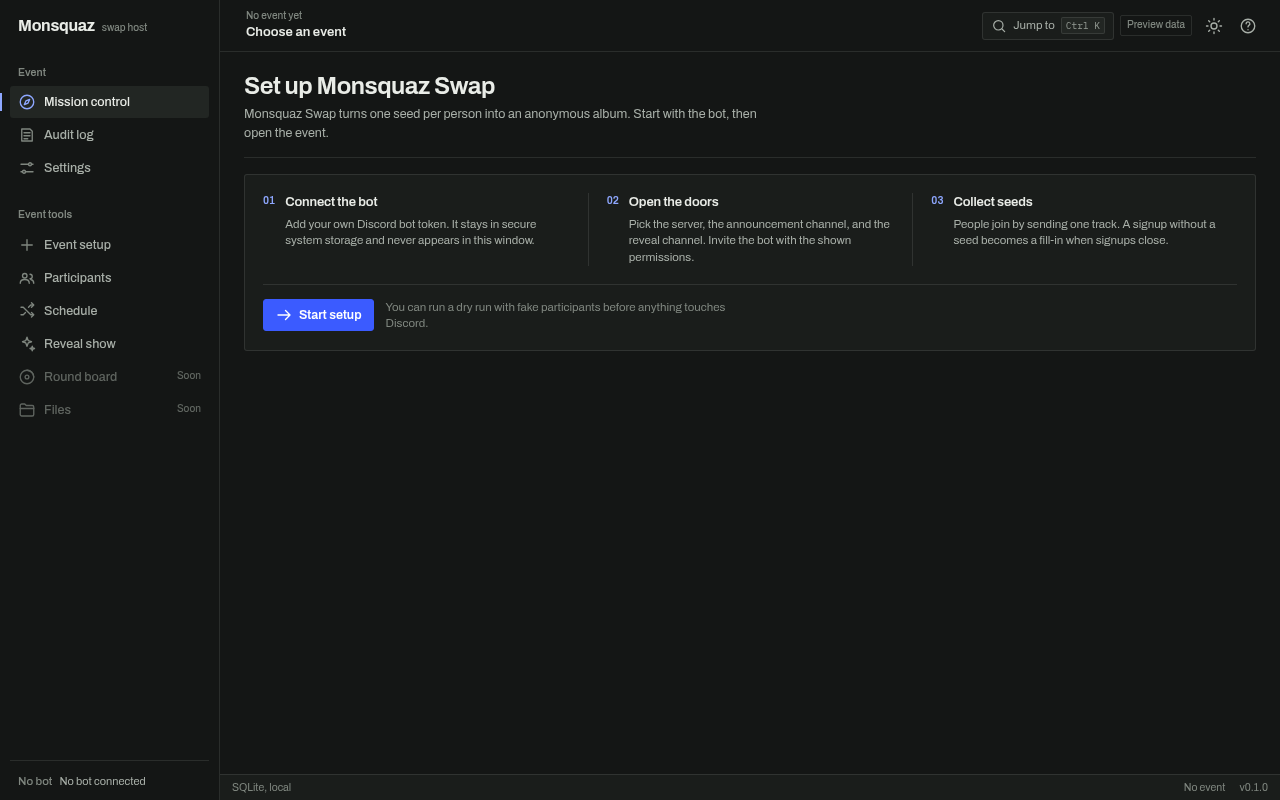 Monsquaz swap host
Event
Mission control
Audit log
Settings
Event tools
Event setup
Participants
Schedule
Reveal show
Round board Soon
Files Soon
No bot No bot connected
No event yet
Choose an event
Jump to Ctrl K
Preview data
Set up Monsquaz Swap
Monsquaz Swap turns one seed per person into an anonymous album. Start with the bot, then
open the event.
01 Connect the bot
Add your own Discord bot token. It stays in secure
system storage and never appears in this window.
02 Open the doors
Pick the server, the announcement channel, and the
reveal channel. Invite the bot with the shown
permissions.
03 Collect seeds
People join by sending one track. A signup without a
seed becomes a fill-in when signups close.
Start setup
You can run a dry run with fake participants before anything touches
Discord.
SQLite, local
No event v0.1.0